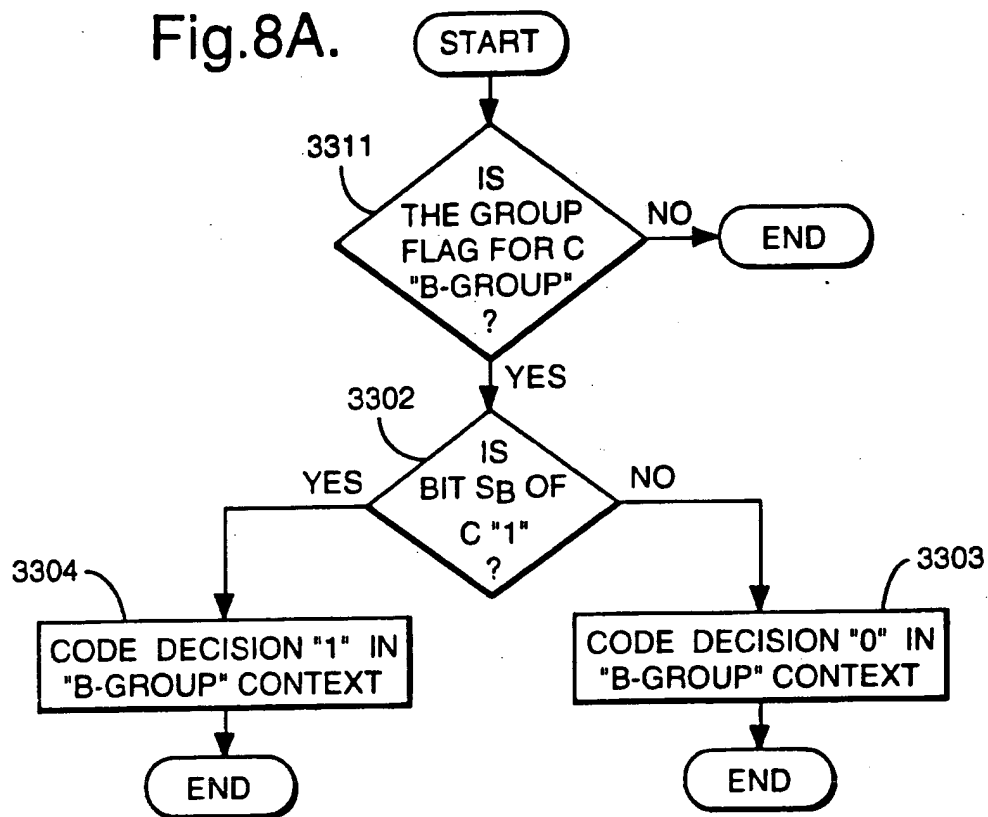 Fig.8A.
START
3311
IS
THE GROUP
FLAG FOR C
"B-GROUP"
?
NO
END
YES
3302
IS
BIT SB OF
C "1"
?
YES
NO
3304
3303
CODE DECISION "1" IN
"B-GROUP" CONTEXT
CODE DECISION "0" IN
"B-GROUP" CONTEXT
END
END